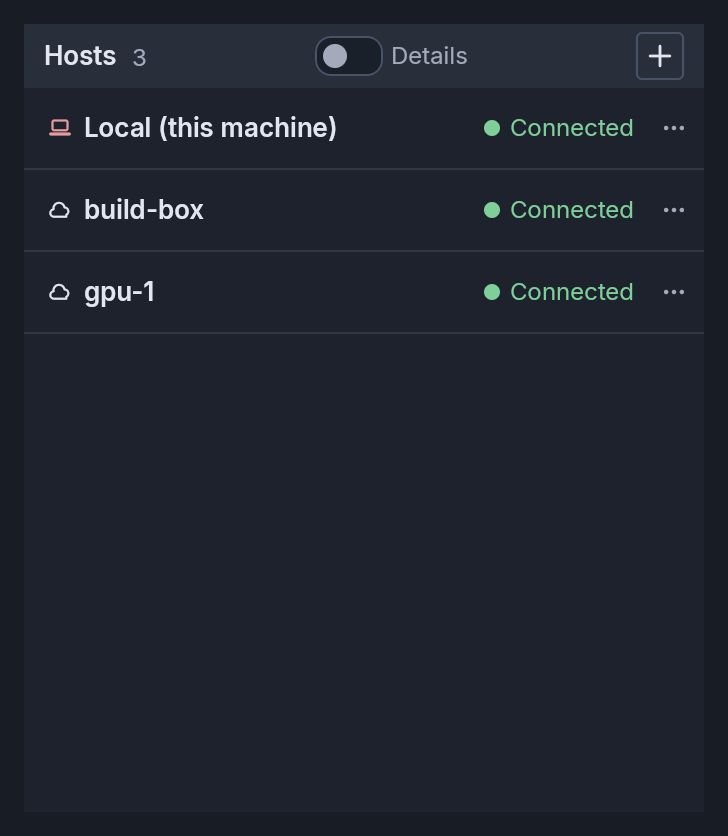 Hosts 3 Details
Local (this machine) Connected
build-box Connected
gpu-1 Connected